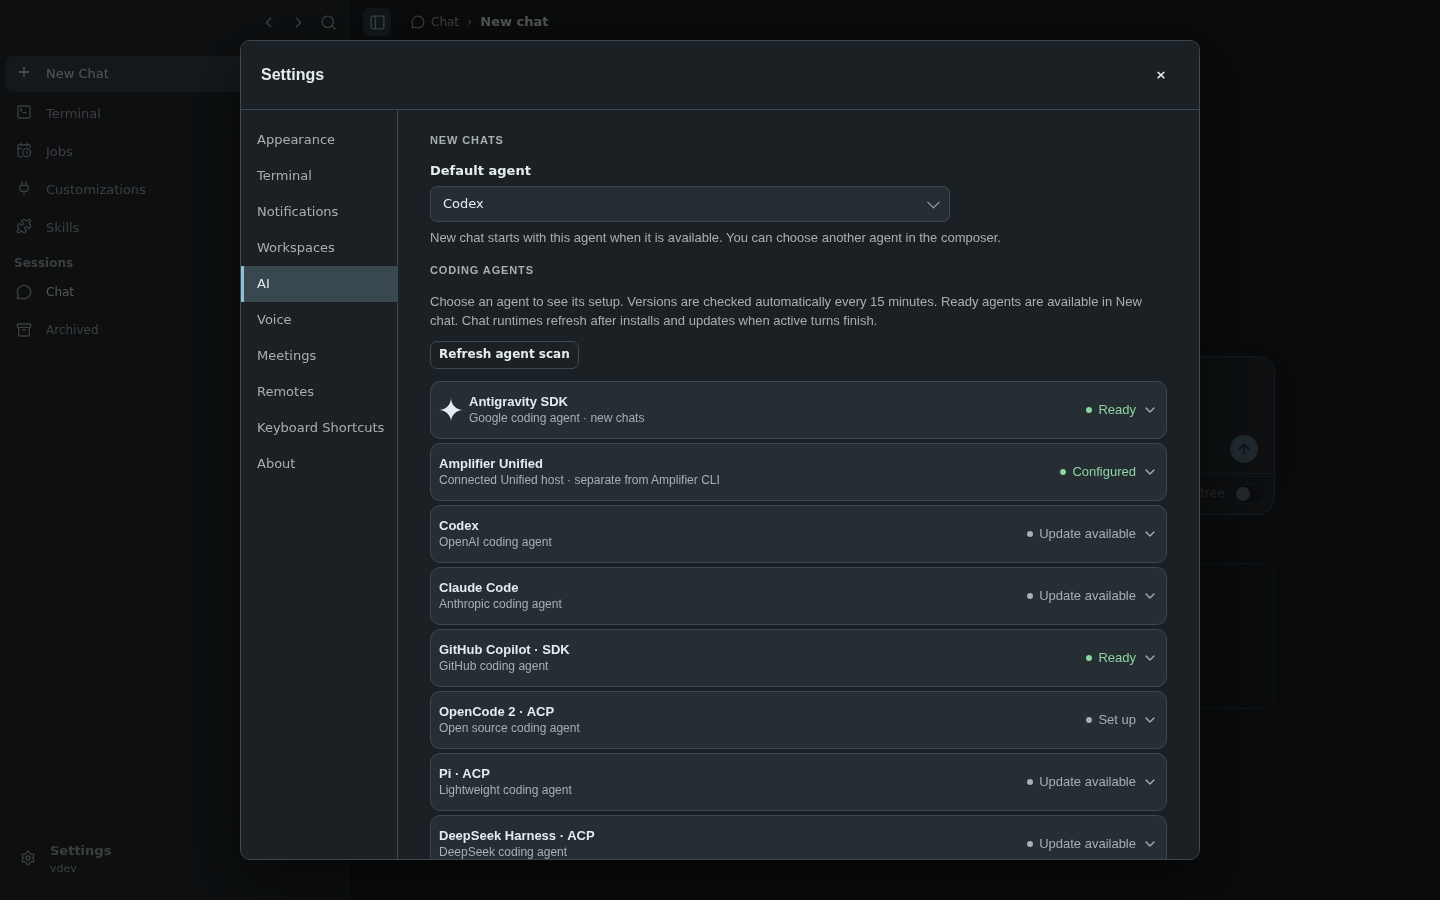 Chat › New chat
Settings
×
New Chat
Terminal
Jobs
Customizations
Skills
Sessions
Chat
Archived
Settings
vdev
Appearance
Terminal
Notifications
Workspaces
AI
Voice
Meetings
Remotes
Keyboard Shortcuts
About
NEW CHATS
Default agent
Codex
New chat starts with this agent when it is available. You can choose another agent in the composer.
CODING AGENTS
Choose an agent to see its setup. Versions are checked automatically every 15 minutes. Ready agents are available in New
chat. Chat runtimes refresh after installs and updates when active turns finish.
Refresh agent scan
Antigravity SDK
Google coding agent · new chats
Ready
Amplifier Unified
Connected Unified host · separate from Amplifier CLI
Configured
Codex
OpenAI coding agent
Update available
Claude Code
Anthropic coding agent
Update available
GitHub Copilot · SDK
GitHub coding agent
Ready
OpenCode 2 · ACP
Open source coding agent
Set up
Pi · ACP
Lightweight coding agent
Update available
DeepSeek Harness · ACP
DeepSeek coding agent
Update available
tree